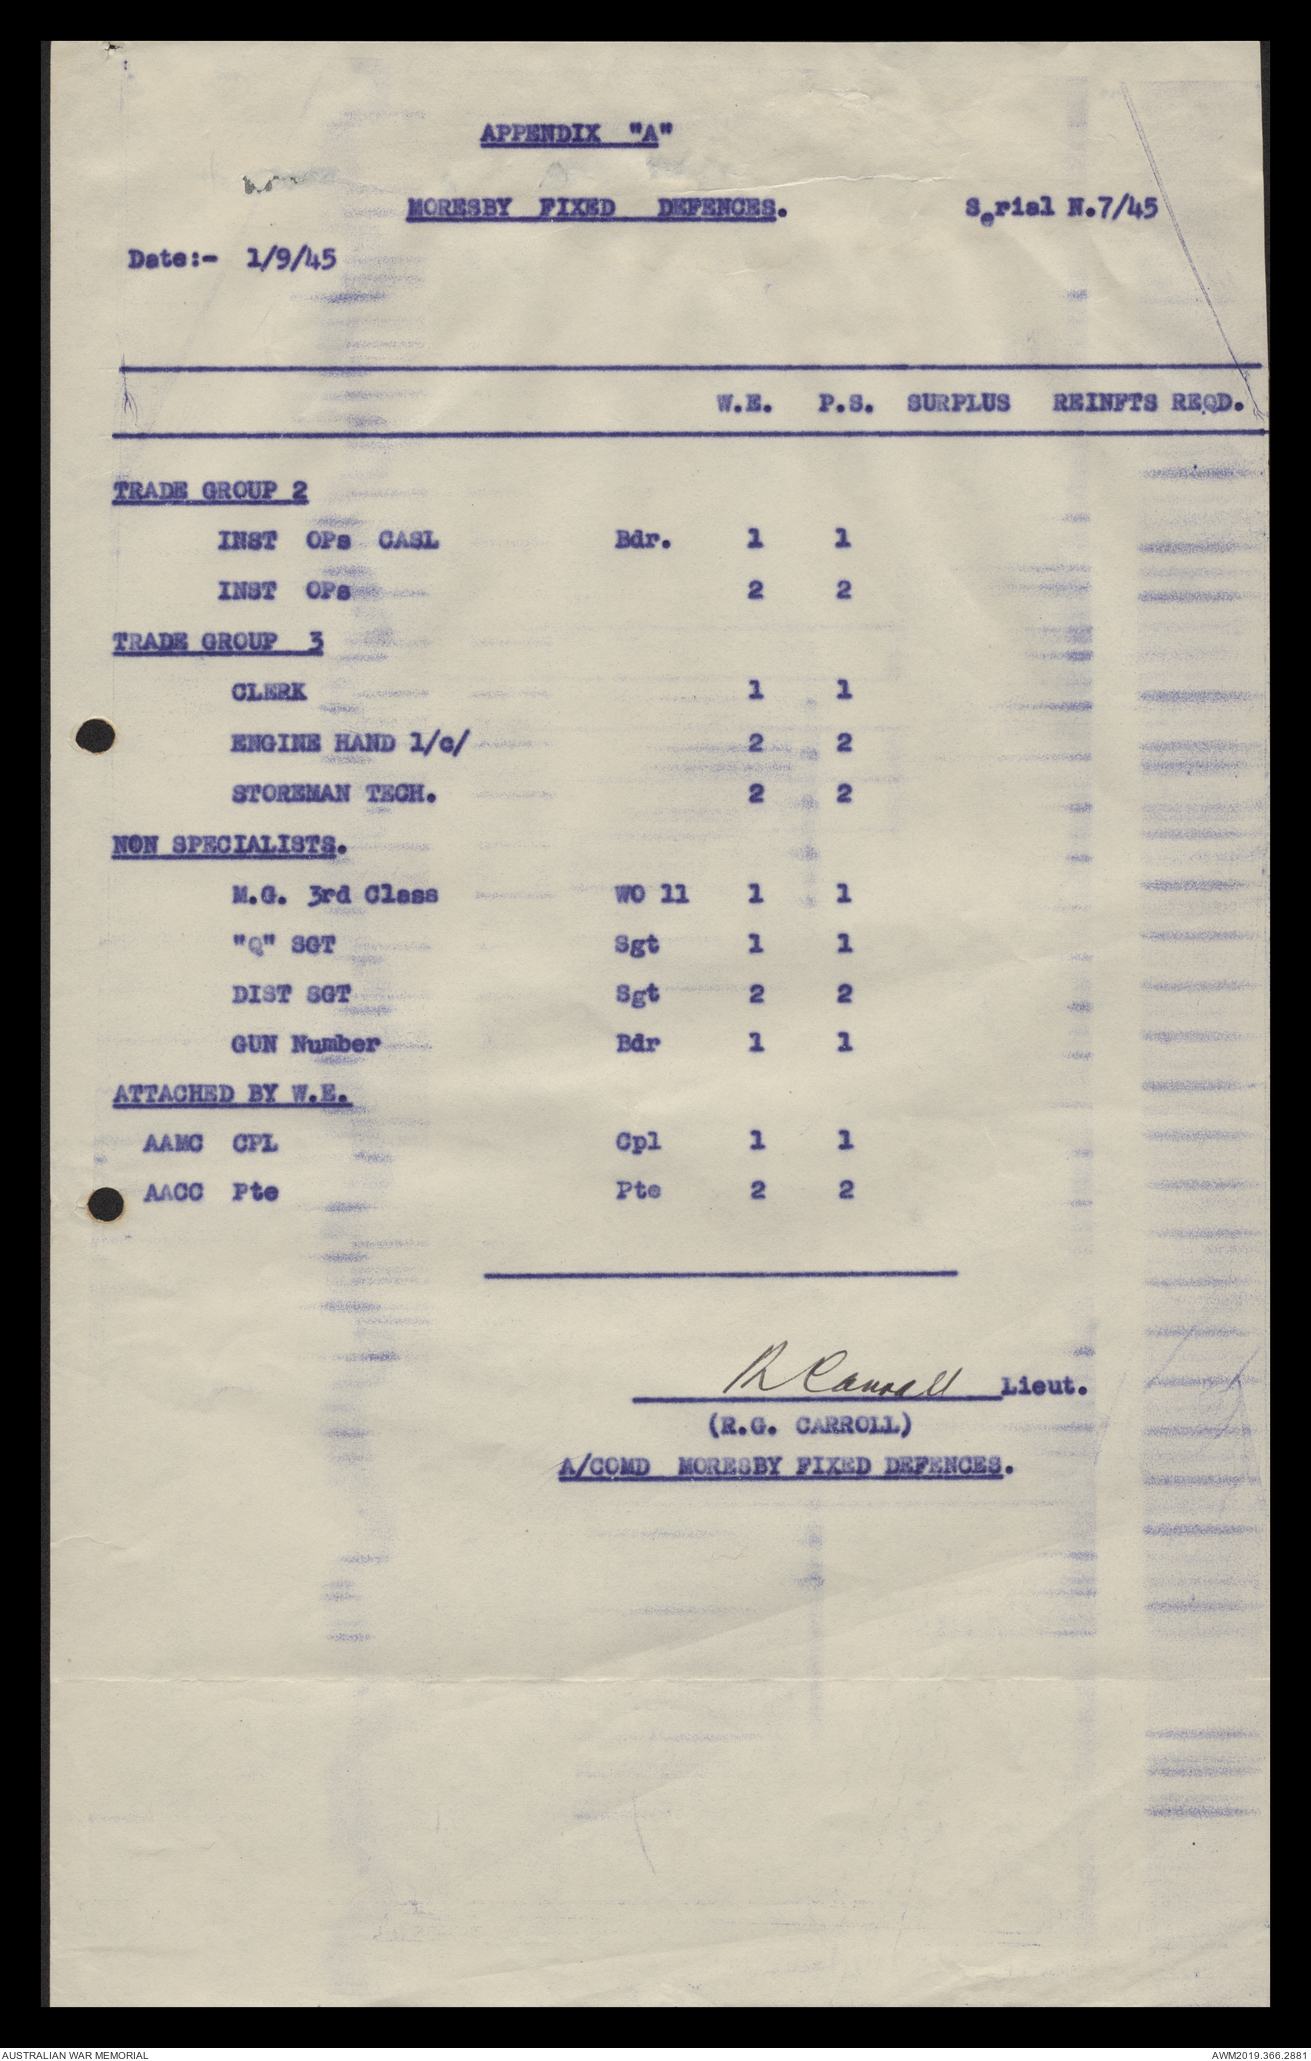 APPENDIX "A"
MORESBY FIXED DEFENCES. Serial N.7/45
Date:- 1/9/45
W.E. P.S. SURPLUS REINFTS REQD.
TRADE GROUP 2
INST OPs CASL Bdr. 1 1
INST OPs 2 2
TRADE GROUP 3
CLERK 1 1
ENGINE HAND 1/c/ 2 2
STOREMAN TECH. 2 2
NON SPECIALISTS.
M.G. 3rd Class WO 11 1 1
"Q" SGT Sgt 1 1
DIST SGT Sgt 2 2
GUN Number Bdr 1 1
ATTACHED BY W.E.
AAMC CPL Cpl 1 1
AACC Pte Pte 2 2
R Carroll Lieut.
(R.G. CARROLL)
A/COMD MORESBY FIXED DEFENCES.
AUSTRALIAN WAR MEMORIAL AWM2019.366.2881